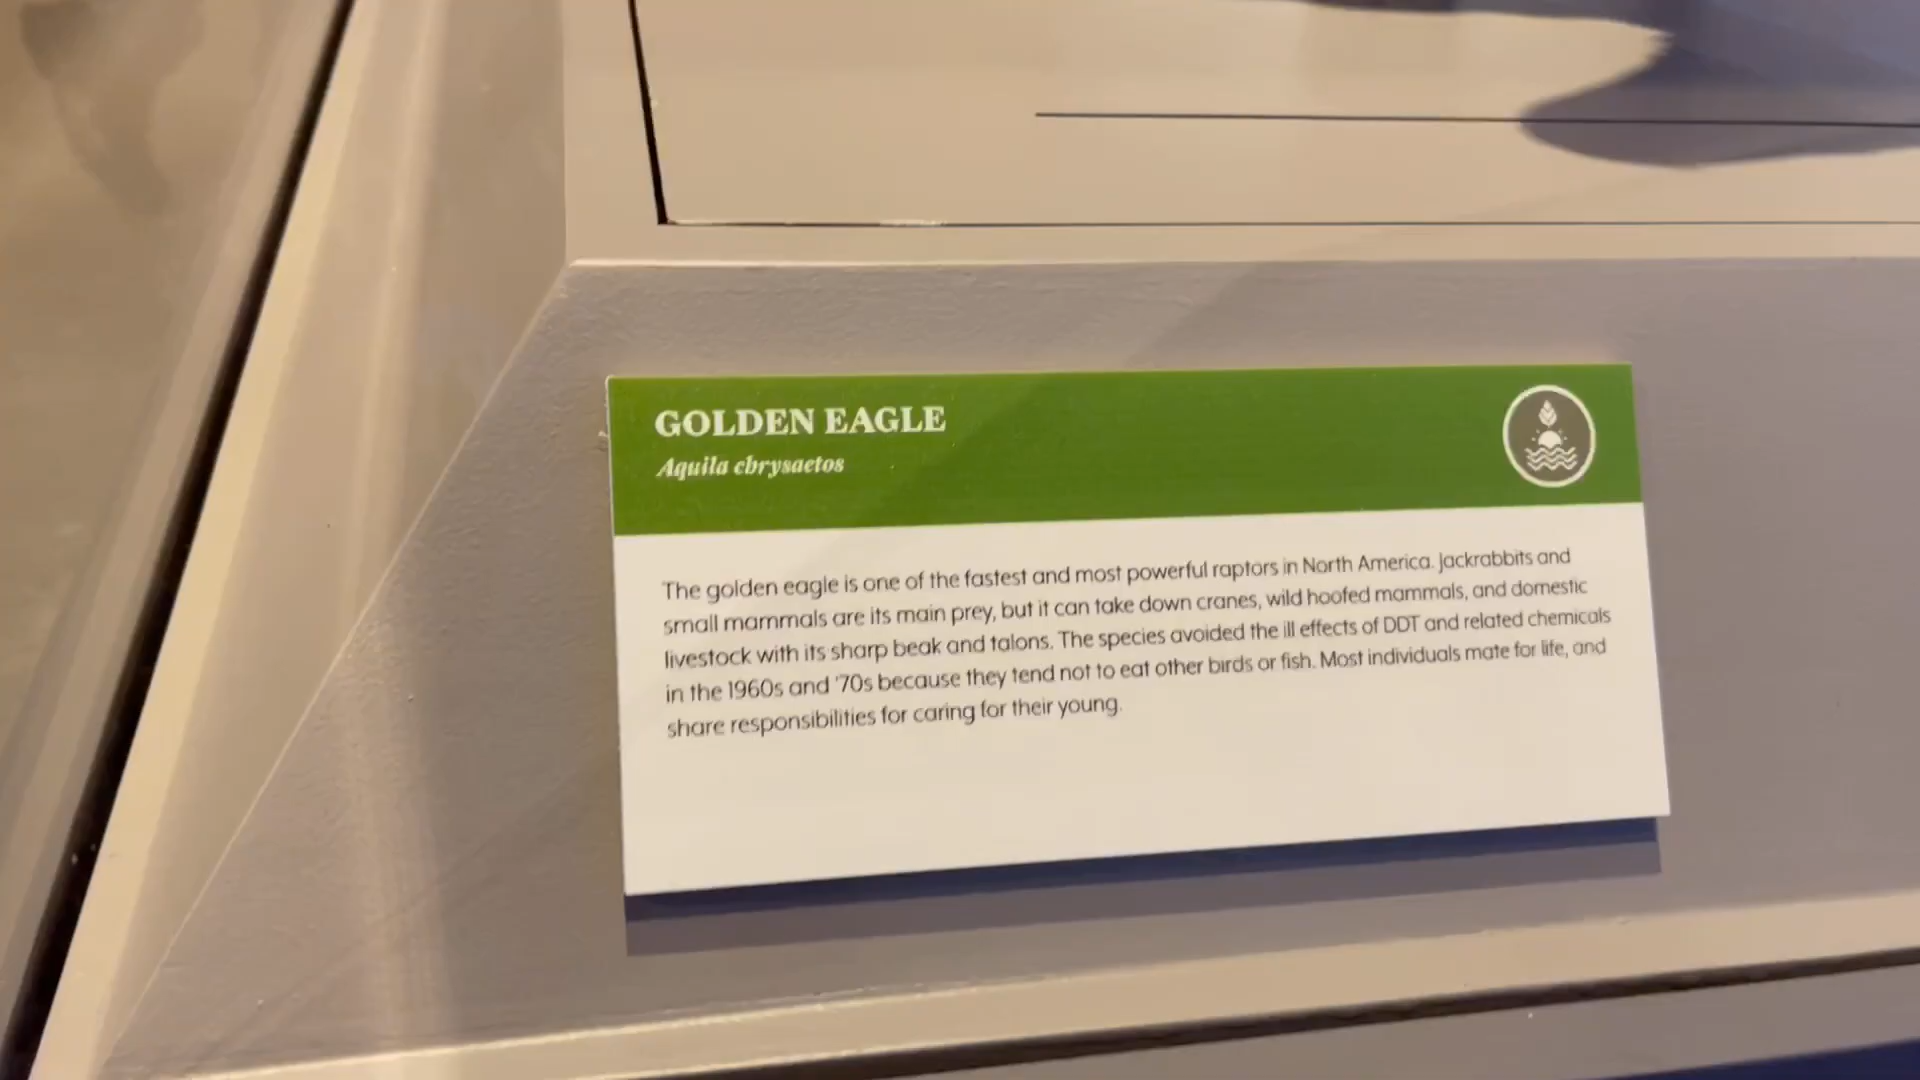 GOLDEN EAGLE
Aquila chrysaetos
The golden eagle is one of the fastest and most powerful raptors in North America. Jackrabbits and
small mammals are its main prey, but it can take down cranes, wild hoofed mammals, and domestic
livestock with its sharp beak and talons. The species avoided the ill effects of DDT and related chemicals
in the 1960s and '70s because they tend not to eat other birds or fish. Most individuals mate for life, and
share responsibilities for caring for their young.